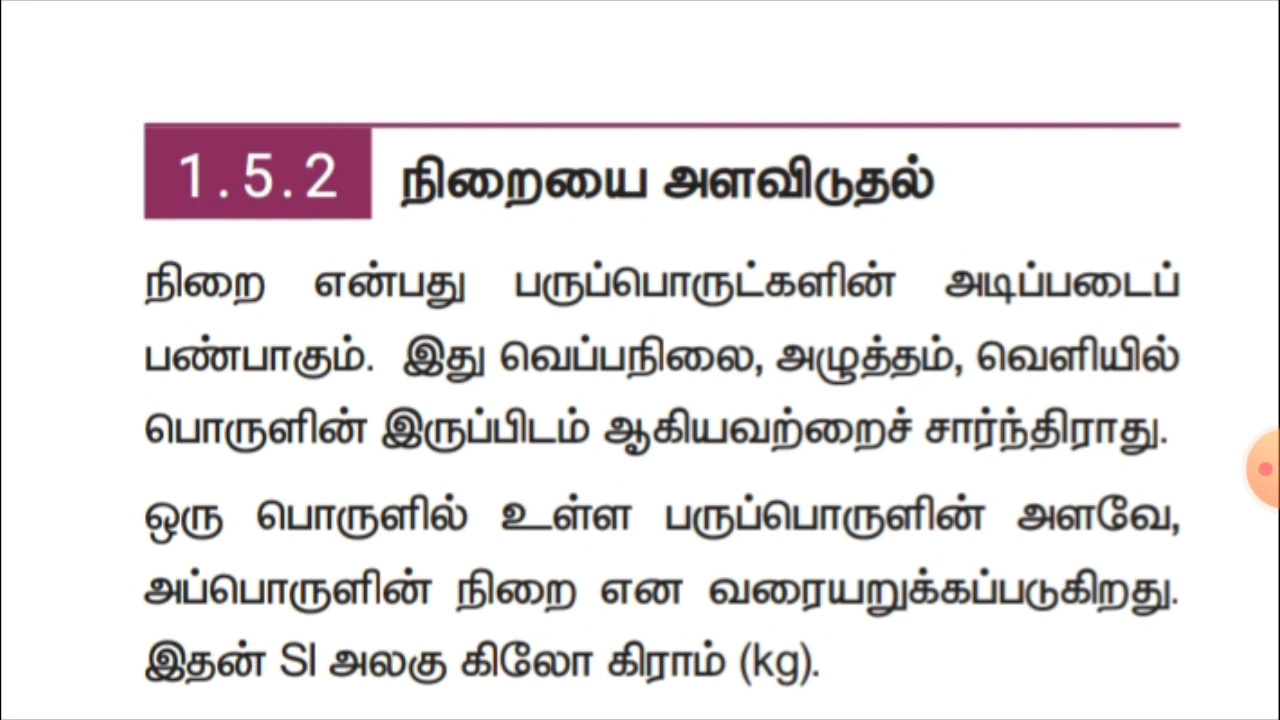 1.5.2 நிறையை அளவிடுதல்
நிறை என்பது பருப்பொருட்களின் அடிப்படைப்
பண்பாகும். இது வெப்பநிலை, அழுத்தம், வெளியில்
பொருளின் இருப்பிடம் ஆகியவற்றைச் சார்ந்திராது.
ஒரு பொருளில் உள்ள பருப்பொருளின் அளவே,
அப்பொருளின் நிறை என வரையறுக்கப்படுகிறது.
இதன் SI அலகு கிலோ கிராம் (kg).